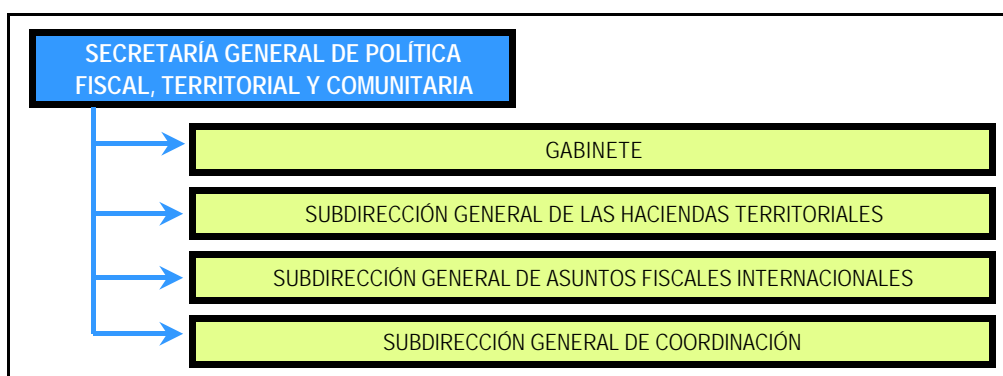 SECRETARÍA GENERAL DE POLÍTICA
FISCAL, TERRITORIAL Y COMUNITARIA
GABINETE
SUBDIRECCIÓN GENERAL DE LAS HACIENDAS TERRITORIALES
SUBDIRECCIÓN GENERAL DE ASUNTOS FISCALES INTERNACIONALES
SUBDIRECCIÓN GENERAL DE COORDINACIÓN